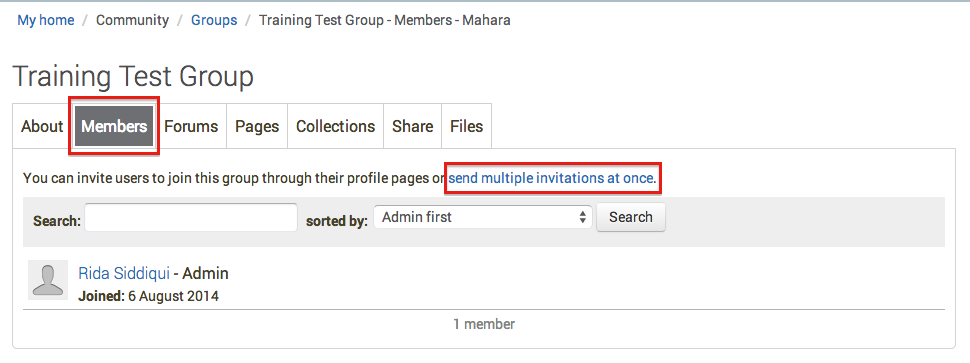 My home / Community / Groups / Training Test Group - Members - Mahara
Training Test Group
About Members Forums Pages Collections Share Files
You can invite users to join this group through their profile pages or send multiple invitations at once.
Search: sorted by: Admin first Search
Rida Siddiqui - Admin
Joined: 6 August 2014
1 member